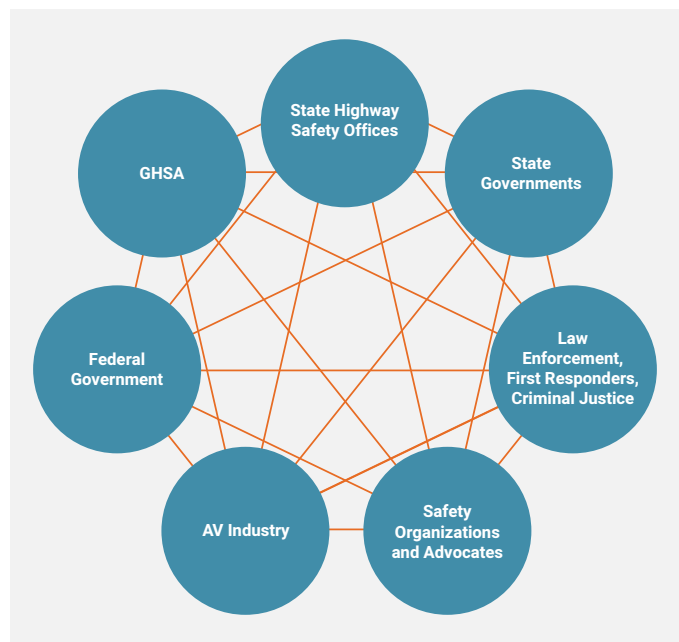 State Highway
Safety Offices
GHSA
State
Governments
Federal
Government
Law
Enforcement,
First Responders,
Criminal Justice
AV Industry
Safety
Organizations
and Advocates